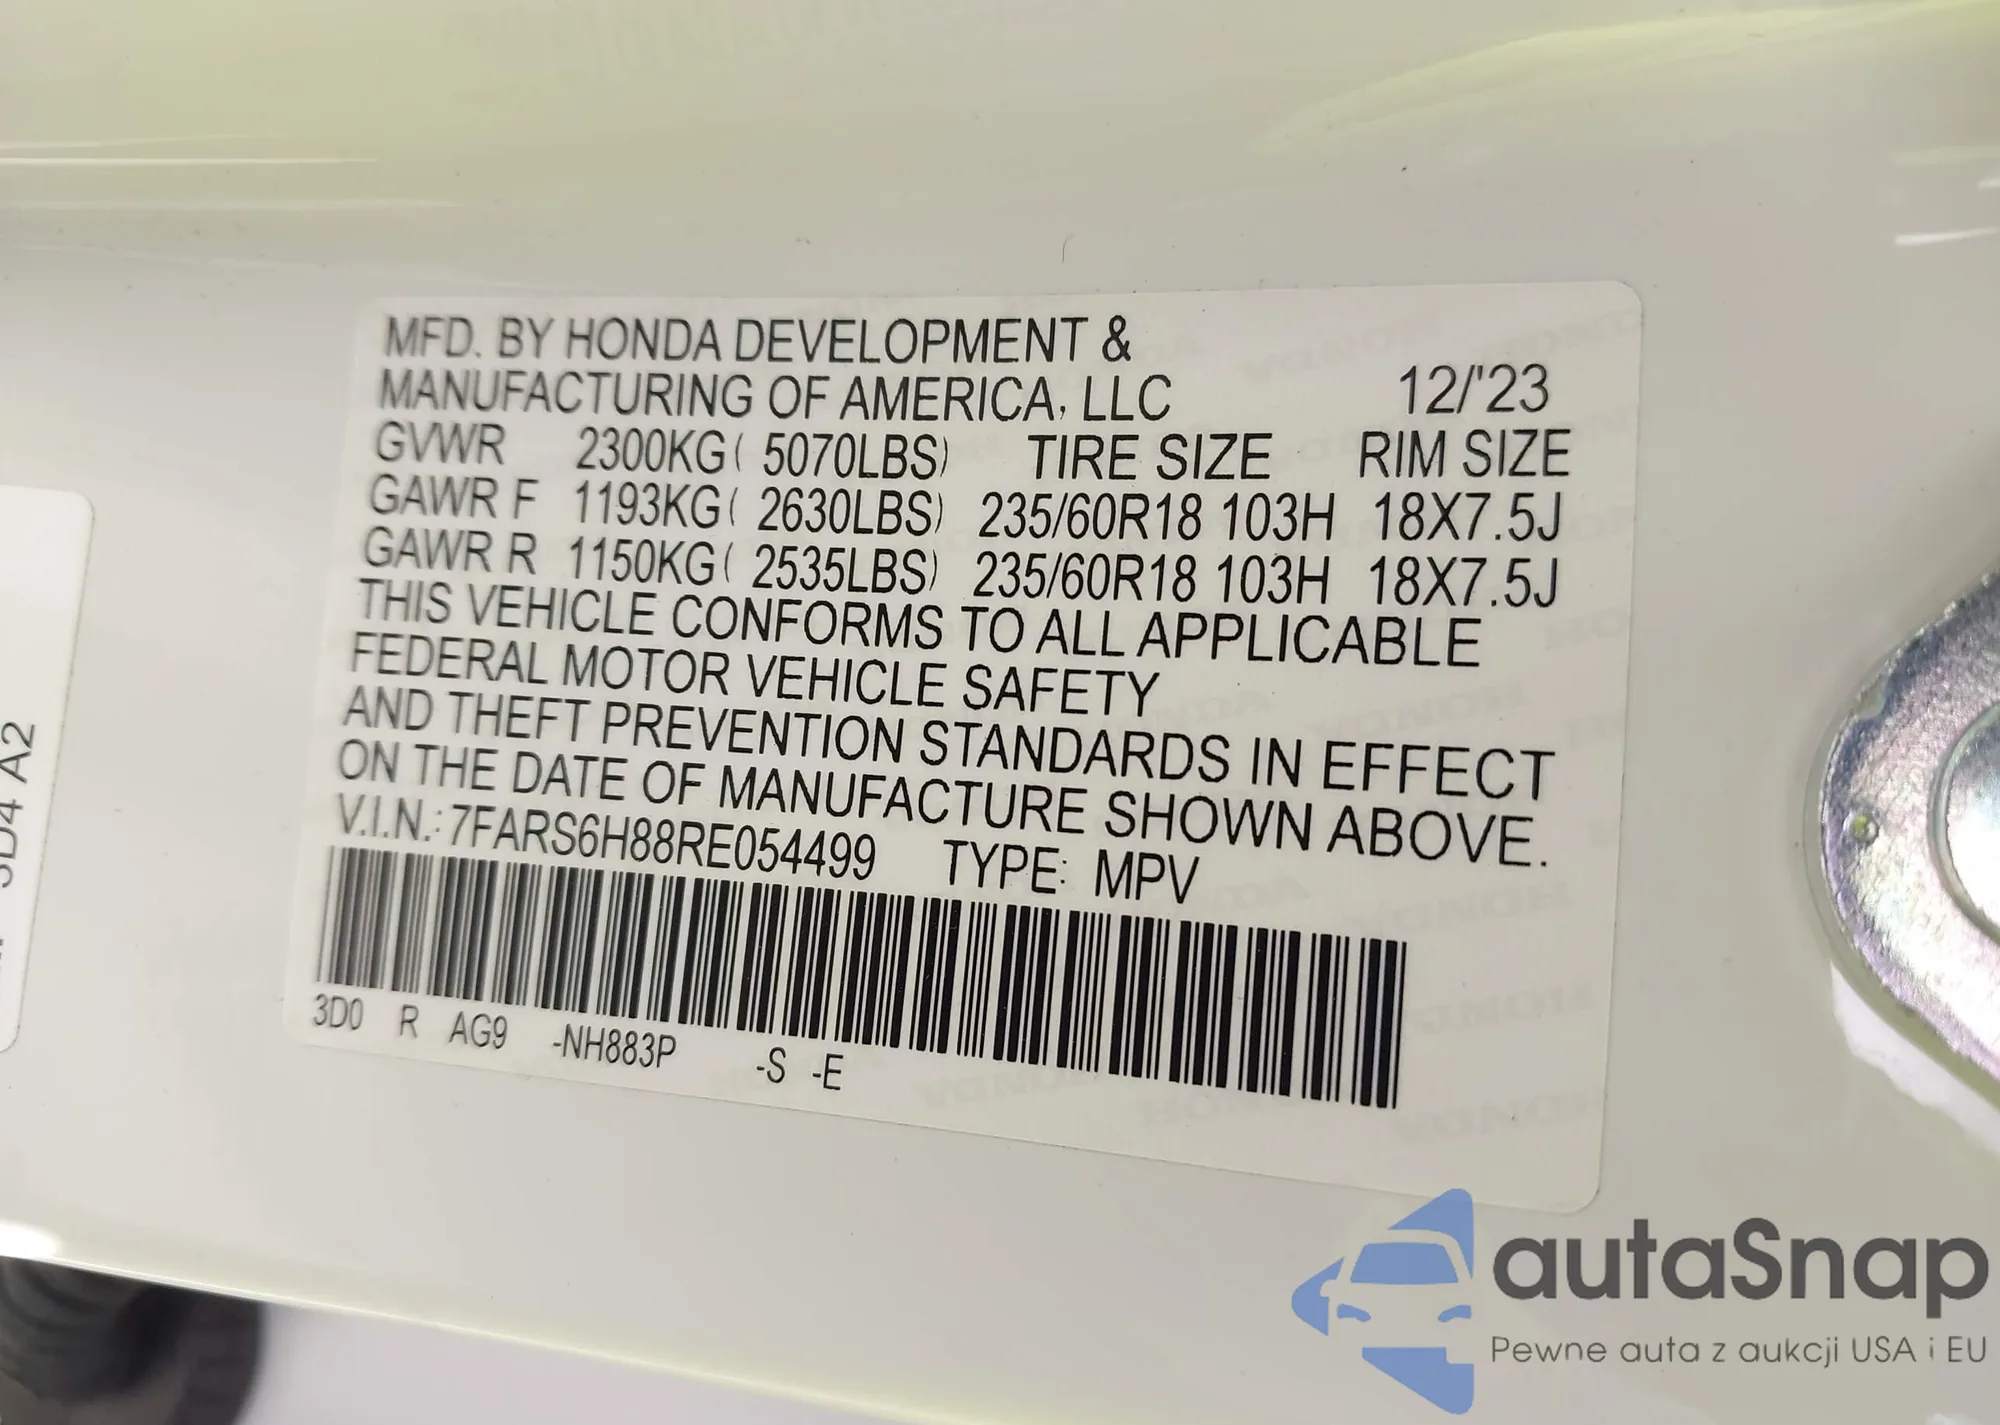 MFD. BY HONDA DEVELOPMENT &
MANUFACTURING OF AMERICA, LLC 12/'23
GVWR 2300KG( 5070LBS) TIRE SIZE RIM SIZE
GAWR F 1193KG( 2630LBS) 235/60R18 103H 18X7.5J
GAWR R 1150KG( 2535LBS) 235/60R18 103H 18X7.5J
THIS VEHICLE CONFORMS TO ALL APPLICABLE
FEDERAL MOTOR VEHICLE SAFETY
AND THEFT PREVENTION STANDARDS IN EFFECT
ON THE DATE OF MANUFACTURE SHOWN ABOVE.
V.I.N.: 7FARS6H88RE054499 TYPE: MPV
3D0 R AG9 -NH883P -S -E
A2
autaSnap
Pewne auta z aukcji USA i EU